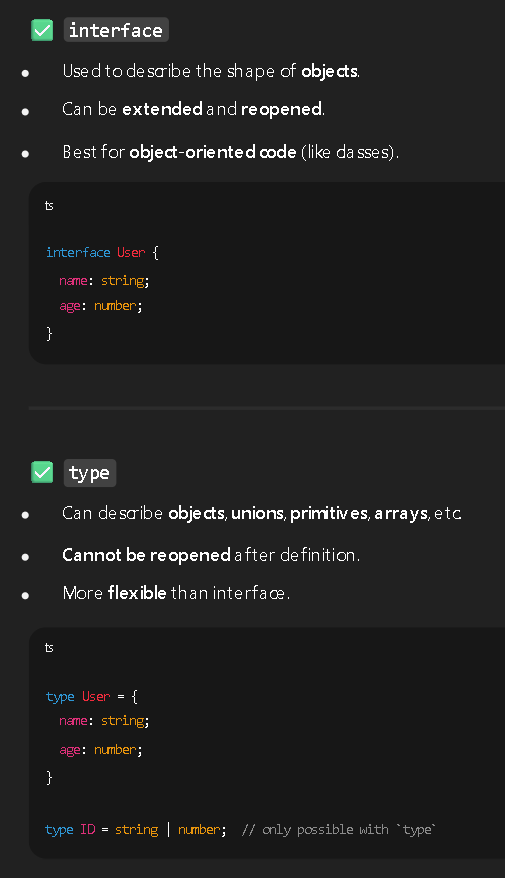 interface
Used to describe the shape of objects.
Can be extended and reopened.
Best for object-oriented code (like classes).
ts
interface User {
  name: string;
  age: number;
}
type
Can describe objects, unions, primitives, arrays, etc.
Cannot be reopened after definition.
More flexible than interface.
ts
type User = {
  name: string;
  age: number;
}
type ID = string | number;  // only possible with `type`